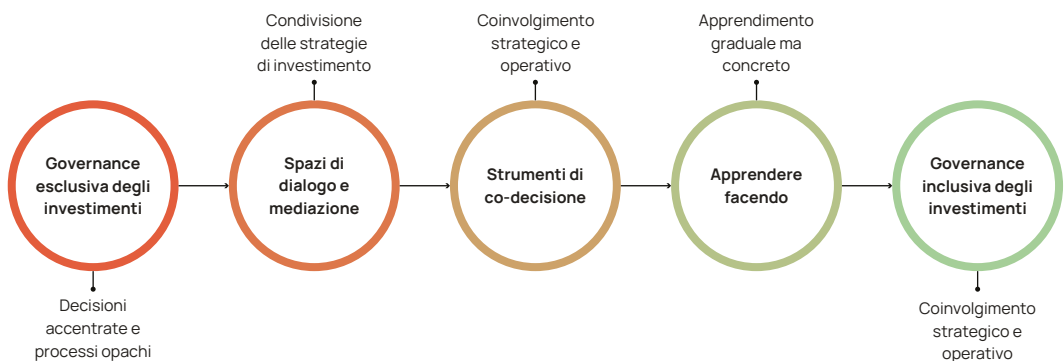 Condivisione
delle strategie
di investimento
Coinvolgimento
strategico e
operativo
Apprendimento
graduale ma
concreto
Governance
esclusiva degli
investimenti
Spazi di
dialogo e
mediazione
Strumenti di
co-decisione
Apprendere
facendo
Governance
inclusiva degli
investimenti
Decisioni
accentrate e
processi opachi
Coinvolgimento
strategico e
operativo